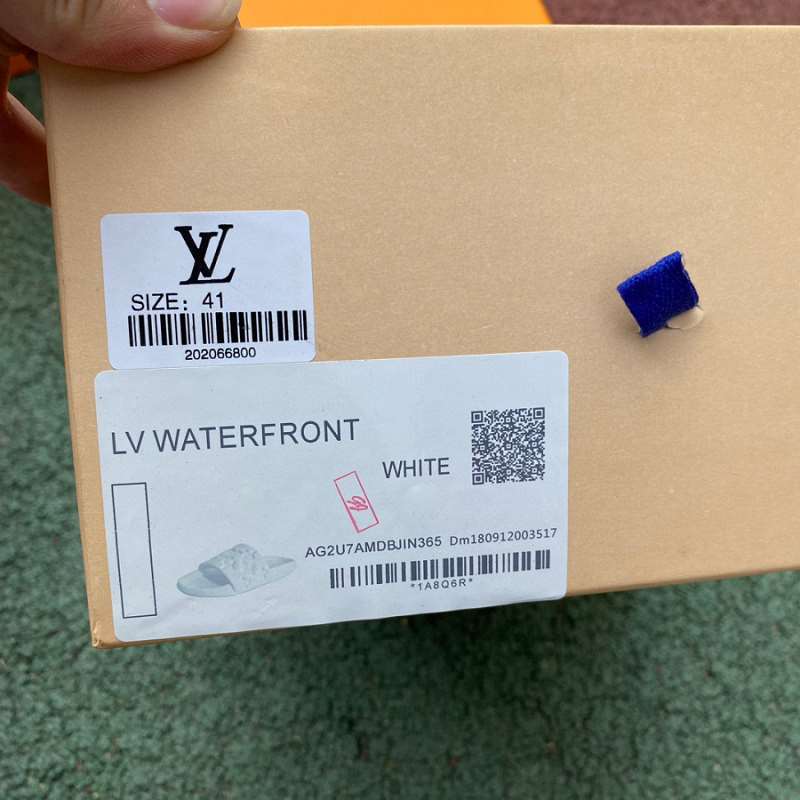 LV
SIZE: 41
202066800
LV WATERFRONT
WHITE
AG2U7AMDBJIN365 Dm180912003517
*1A8Q6R*